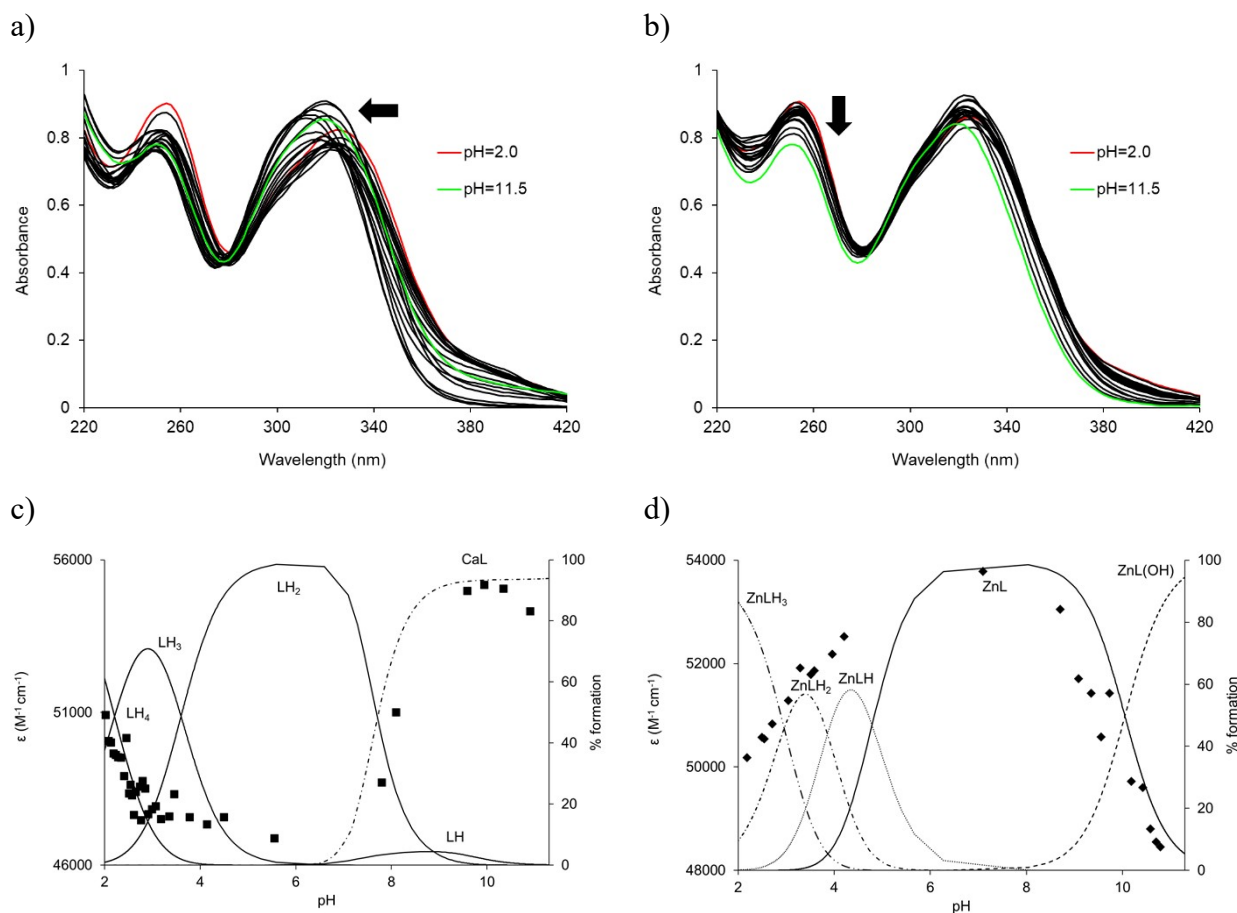 a)
b)
1
0.8
0.6
0.4
0.2
0
Absorbance
220 260 300 340 380 420
Wavelength (nm)
pH=2.0
pH=11.5
1
0.8
0.6
0.4
0.2
0
Absorbance
220 260 300 340 380 420
Wavelength (nm)
pH=2.0
pH=11.5
c)
d)
56000
51000
46000
ε (M⁻¹ cm⁻¹)
LH₄
LH₃
LH₂
LH
CaL
100
80
60
40
20
0
% formation
2 4 6 8 10
pH
54000
52000
50000
48000
ε (M⁻¹ cm⁻¹)
ZnLH₃
ZnLH₂
ZnLH
ZnL
ZnL(OH)
100
80
60
40
20
0
% formation
2 4 6 8 10
pH